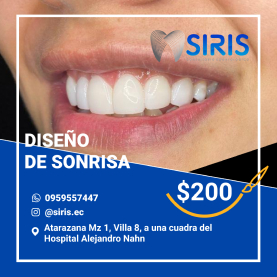 SIRIS
DISEÑO
DE SONRISA
0959557447
@siris.ec
Atarazana Mz 1, Villa 8, a una cuadra del
Hospital Alejandro Nahn
$200